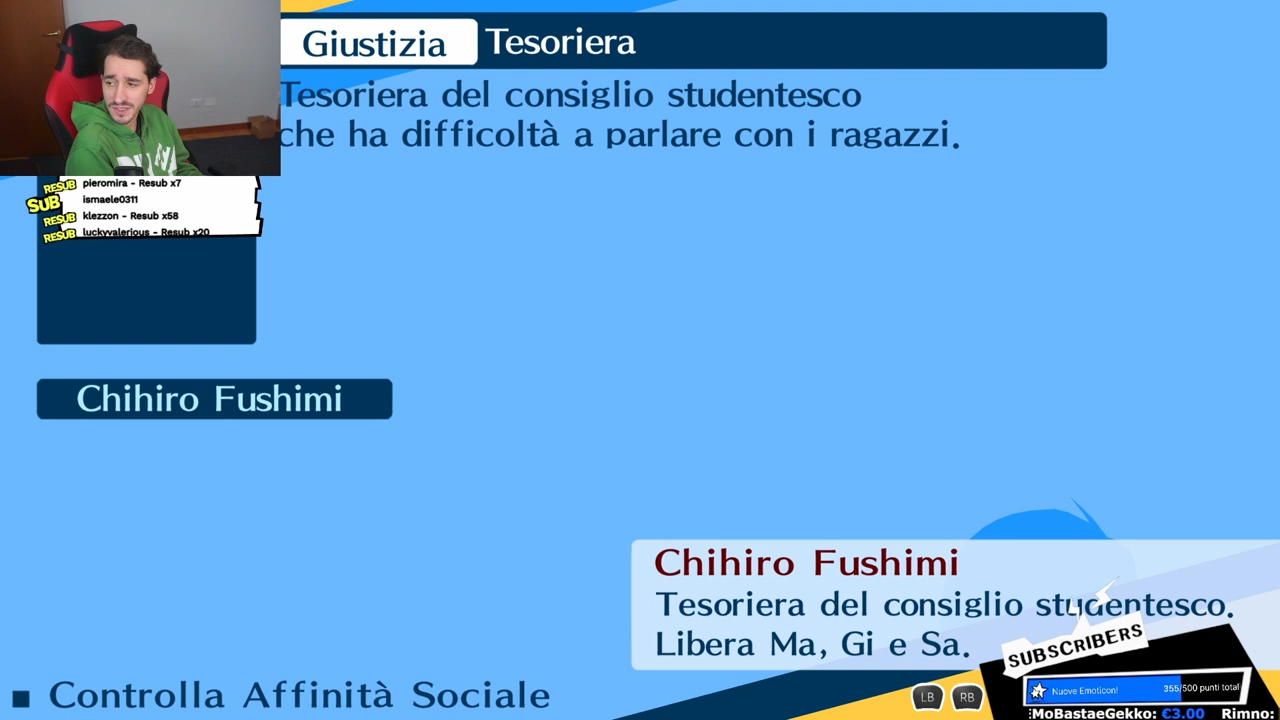 Giustizia Tesoriera
Tesoriera del consiglio studentesco
che ha difficoltà a parlare con i ragazzi.
RESUB pieromira - Resub x7
SUB ismaele0311
RESUB klezzon - Resub x58
RESUB luckyvalerious - Resub x20
Chihiro Fushimi
Chihiro Fushimi
Tesoriera del consiglio studentesco.
Libera Ma, Gi e Sa.
SUBSCRIBERS
Nuove Emoticon! 355/500 punti total
Controlla Affinità Sociale
LB RB
MoBastaeGekko: €3.00 Rimno: